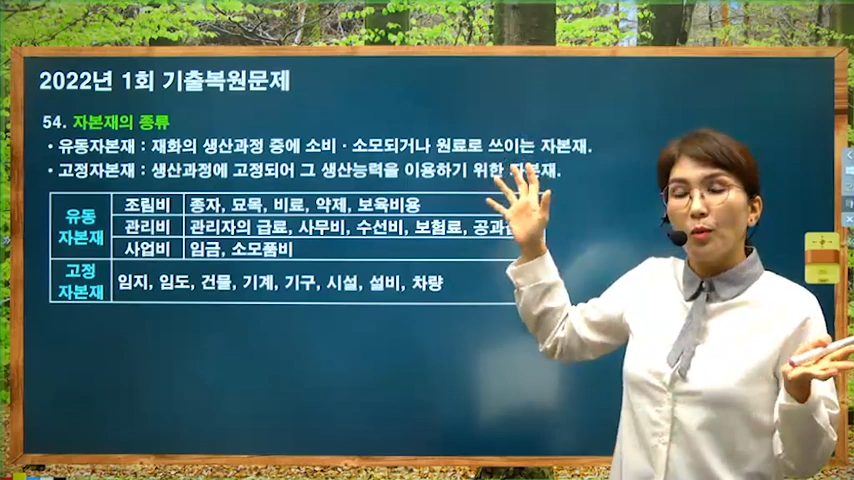 2022년 1회 기출복원문제
54. 자본재의 종류
• 유동자본재 : 재화의 생산과정 중에 소비 · 소모되거나 원료로 쓰이는 자본재.
• 고정자본재 : 생산과정에 고정되어 그 생산능력을 이용하기 위한 자본재.
유동 자본재
조림비 종자, 묘목, 비료, 약제, 보육비용
관리비 관리자의 급료, 사무비, 수선비, 보험료,
사업비 임금, 소모품비
고정 자본재
임지, 임도, 건물, 기계, 기구, 시설, 설비, 차량